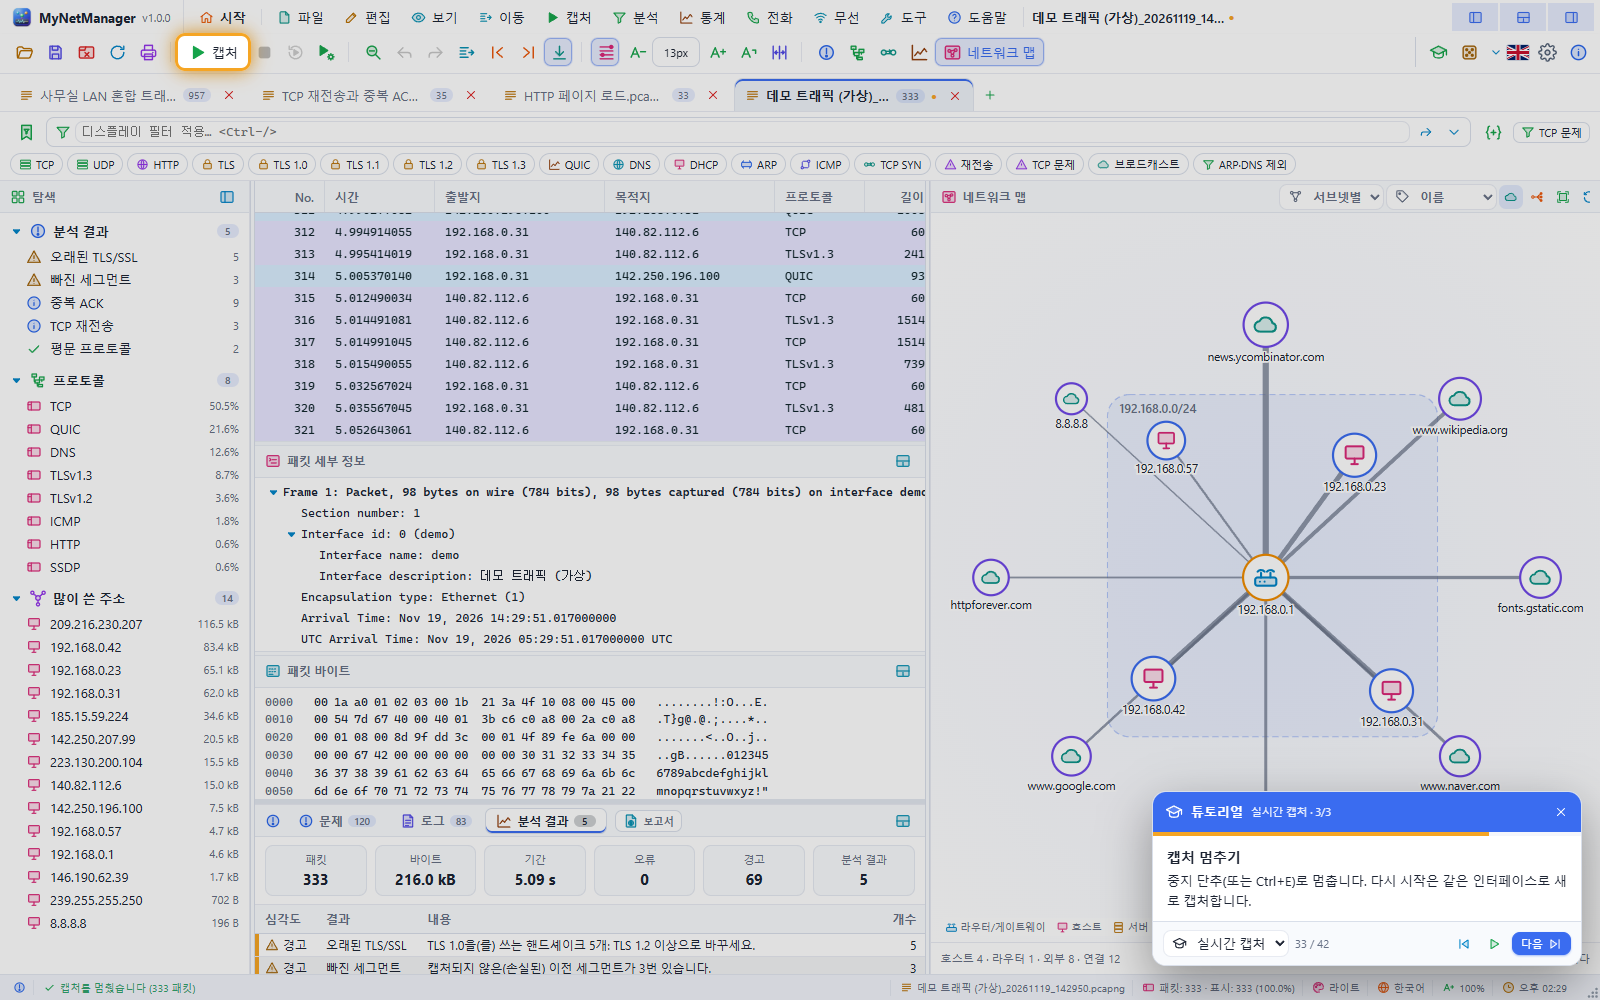 MyNetManager v1.0.0 시작 파일 편집 보기 이동 캡처 분석 통계 전화 무선 도구 도움말 데모 트래픽 (가상)_20261119_14... •
캡처 A− 13px A+ 네트워크 맵
사무실 LAN 혼합 트래... 957 TCP 재전송과 중복 AC... 35 HTTP 페이지 로드.pca... 33 데모 트래픽 (가상)_... 333 •
디스플레이 필터 적용… <Ctrl-/> TCP 문제
TCP UDP HTTP TLS TLS 1.0 TLS 1.1 TLS 1.2 TLS 1.3 QUIC DNS DHCP ARP ICMP TCP SYN 재전송 TCP 문제 브로드캐스트 ARP·DNS 제외
탐색
분석 결과 5
오래된 TLS/SSL 5
빠진 세그먼트 3
중복 ACK 9
TCP 재전송 3
평문 프로토콜 2
프로토콜 8
TCP 50.5%
QUIC 21.6%
DNS 12.6%
TLSv1.3 8.7%
TLSv1.2 3.6%
ICMP 1.8%
HTTP 0.6%
SSDP 0.6%
많이 쓴 주소 14
209.216.230.207 116.5 kB
192.168.0.42 83.4 kB
192.168.0.23 65.1 kB
192.168.0.31 62.0 kB
185.15.59.224 34.6 kB
142.250.207.99 20.5 kB
223.130.200.104 15.5 kB
140.82.112.6 15.0 kB
142.250.196.100 7.5 kB
192.168.0.57 4.7 kB
192.168.0.1 4.6 kB
146.190.62.39 1.7 kB
239.255.255.250 702 B
8.8.8.8 196 B
No. 시간 출발지 목적지 프로토콜 길이
312 4.994914055 192.168.0.31 140.82.112.6 TCP 60
313 4.995414019 192.168.0.31 140.82.112.6 TLSv1.3 241
314 5.005370140 192.168.0.31 142.250.196.100 QUIC 93
315 5.012490034 140.82.112.6 192.168.0.31 TCP 60
316 5.014491081 140.82.112.6 192.168.0.31 TLSv1.3 1514
317 5.014991045 140.82.112.6 192.168.0.31 TCP 1514
318 5.015490055 140.82.112.6 192.168.0.31 TLSv1.3 739
319 5.032567024 192.168.0.31 140.82.112.6 TCP 60
320 5.035567045 192.168.0.31 140.82.112.6 TLSv1.3 481
321 5.052643061 140.82.112.6 192.168.0.31 TCP 60
패킷 세부 정보
Frame 1: Packet, 98 bytes on wire (784 bits), 98 bytes captured (784 bits) on interface demo
Section number: 1
Interface id: 0 (demo)
Interface name: demo
Interface description: 데모 트래픽 (가상)
Encapsulation type: Ethernet (1)
Arrival Time: Nov 19, 2026 14:29:51.017000000
UTC Arrival Time: Nov 19, 2026 05:29:51.017000000 UTC
패킷 바이트
0000 00 1a a0 01 02 03 00 1b 21 3a 4f 10 08 00 45 00 ........!:O...E.
0010 00 54 7d 67 40 00 40 01 3b c6 c0 a8 00 2a c0 a8 .T}g@.@.;....*..
0020 00 01 08 00 8d 9f dd 3c 00 01 4f 89 fe 6a 00 00 .......<..O..j..
0030 00 00 67 42 00 00 00 00 00 00 30 31 32 33 34 35 ..gB......012345
0040 36 37 38 39 61 62 63 64 65 66 67 68 69 6a 6b 6c 6789abcdefghijkl
0050 6d 6e 6f 70 71 72 73 74 75 76 77 78 79 7a 21 22 mnopqrstuvwxyz!"
문제 120 로그 83 분석 결과 5 보고서
패킷 바이트 기간 오류 경고 분석 결과
333 216.0 kB 5.09 s 0 69 5
심각도 결과 내용 개수
경고 오래된 TLS/SSL TLS 1.0을(를) 쓰는 핸드셰이크 5개: TLS 1.2 이상으로 바꾸세요. 5
경고 빠진 세그먼트 캡처되지 않은(손실된) 이전 세그먼트가 3번 있습니다. 3
네트워크 맵 서브넷별 이름
news.ycombinator.com
8.8.8.8
192.168.0.0/24
www.wikipedia.org
192.168.0.57
192.168.0.23
httpforever.com
192.168.0.1
fonts.gstatic.com
192.168.0.42
192.168.0.31
www.google.com
www.naver.com
라우터/게이트웨이 호스트 서버
호스트 4 · 라우터 1 · 외부 8 · 연결 12
튜토리얼 실시간 캡처 · 3/3
캡처 멈추기
중지 단추(또는 Ctrl+E)로 멈춥니다. 다시 시작은 같은 인터페이스로 새
로 캡처합니다.
실시간 캡처 33 / 42 다음
캡처를 멈췄습니다 (333 패킷) 데모 트래픽 (가상)_20261119_142950.pcapng 패킷: 333 · 표시: 333 (100.0%) 라이트 한국어 100% 오후 02:29